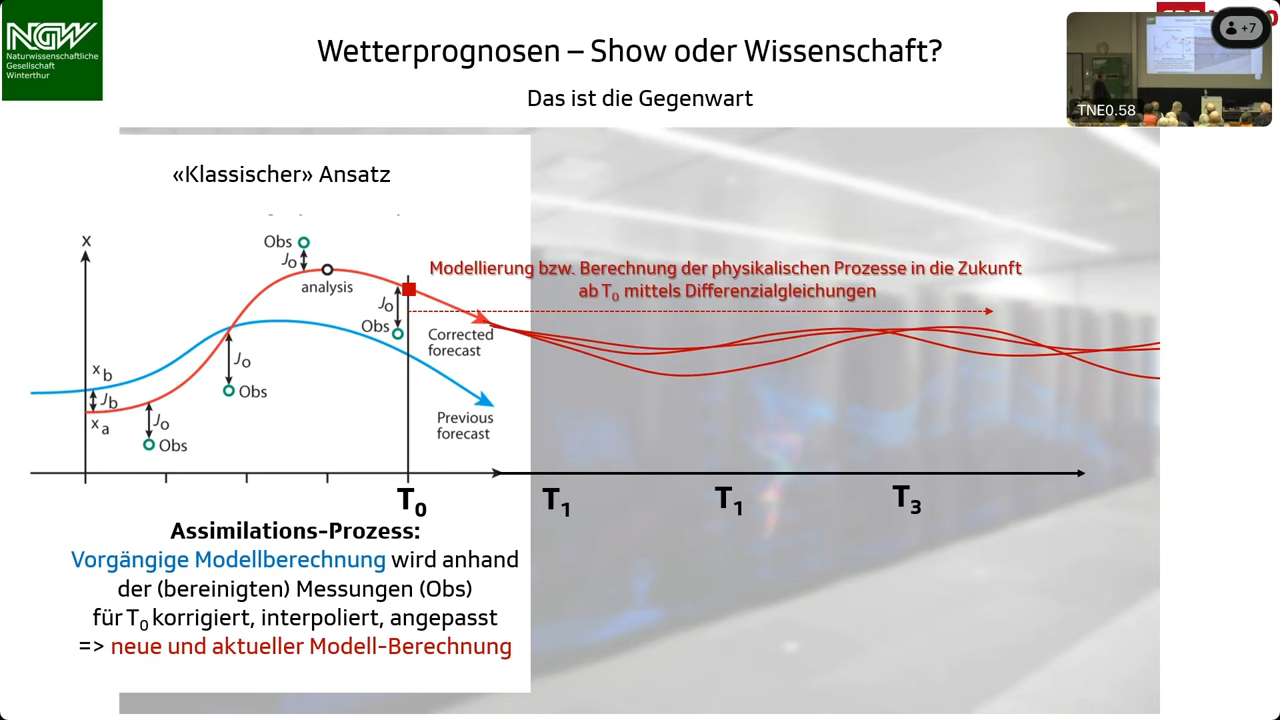 NGW
Naturwissenschaftliche
Gesellschaft
Winterthur
Wetterprognosen – Show oder Wissenschaft?
Das ist die Gegenwart
+7
TNE0.58
«Klassischer» Ansatz
x
Obs
Jo
analysis
Jo
Obs
Modellierung bzw. Berechnung der physikalischen Prozesse in die Zukunft
ab T0 mittels Differenzialgleichungen
Corrected
forecast
xb
Jb
xa
Jo
Obs
Jo
Obs
Previous
forecast
T0
T1
T1
T3
Assimilations-Prozess:
Vorgängige Modellberechnung wird anhand
der (bereinigten) Messungen (Obs)
für T0 korrigiert, interpoliert, angepasst
=> neue und aktueller Modell-Berechnung